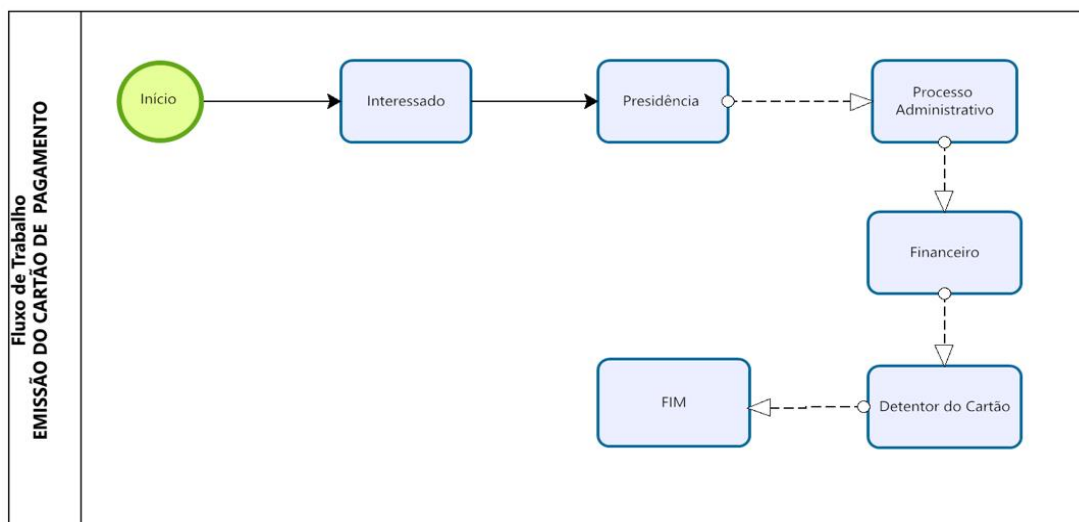 Fluxo de Trabalho
EMISSÃO DO CARTÃO DE PAGAMENTO
Início
Interessado
Presidência
Processo
Administrativo
Financeiro
Detentor do Cartão
FIM